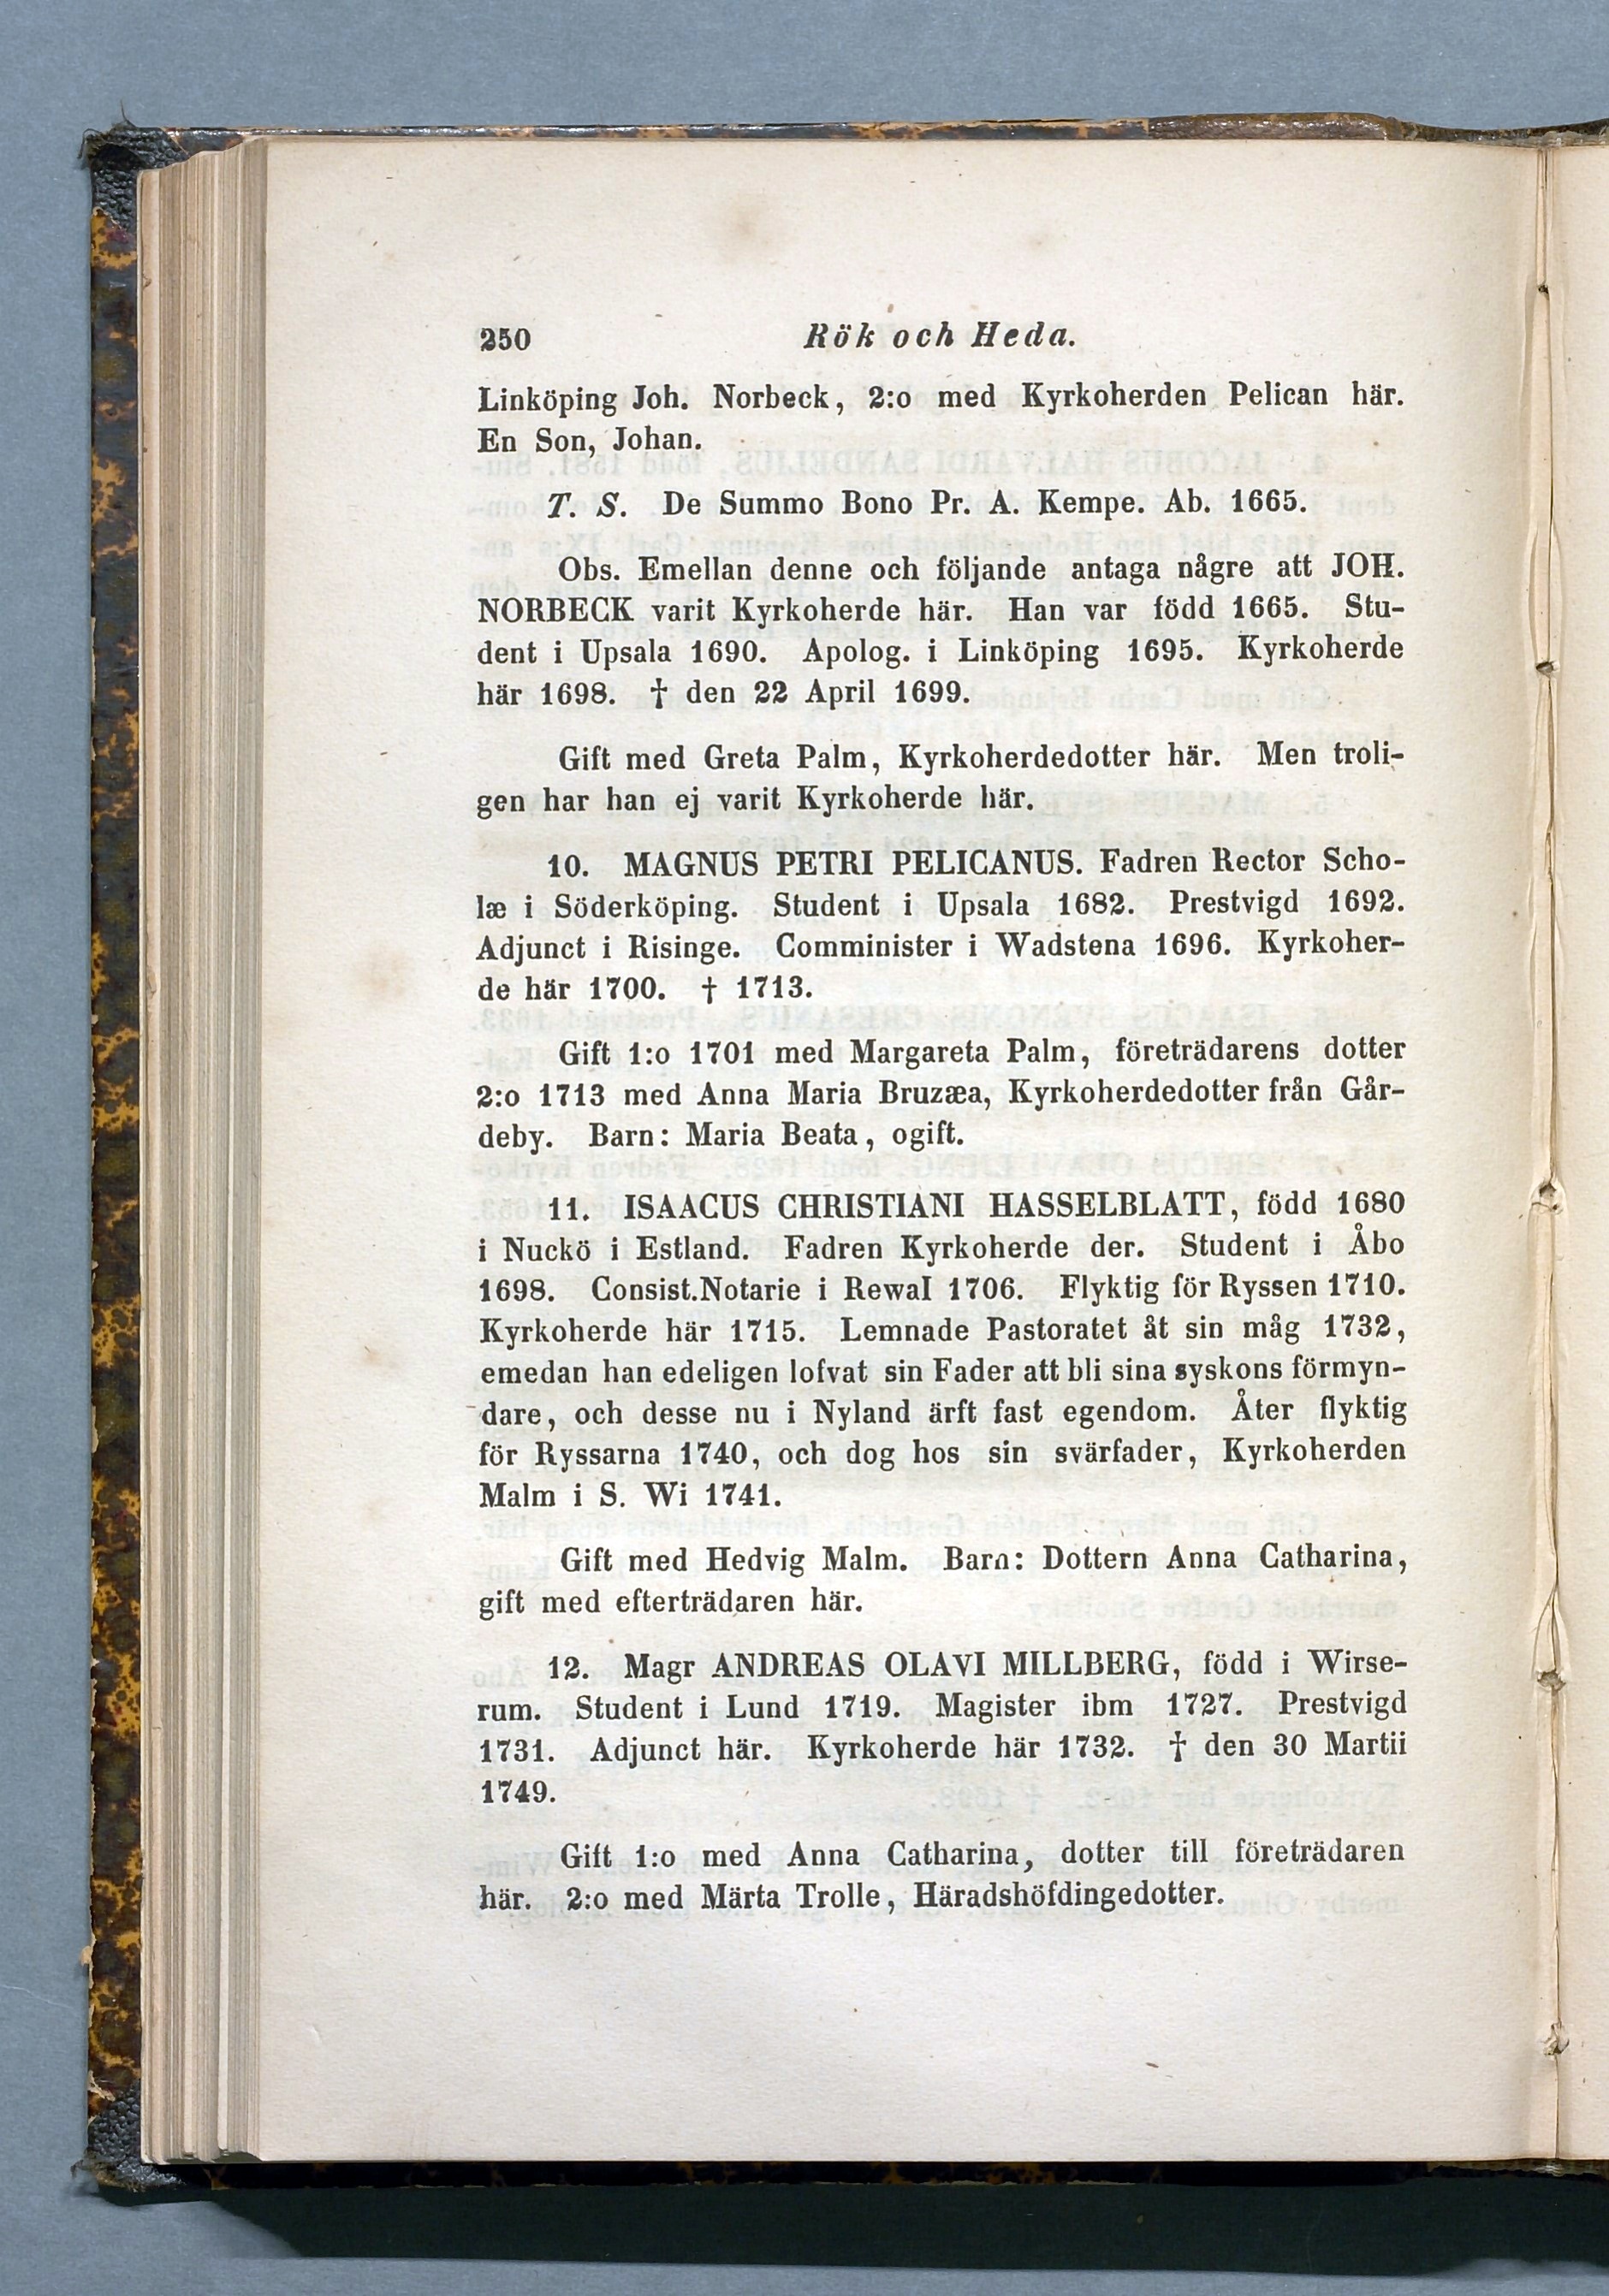 250 Rök och Heda.
Linköping Joh. Norbeck, 2:o med Kyrkoherden Pelican här.
En Son, Johan.
T. S. De Summo Bono Pr. A. Kempe. Ab. 1665.
Obs. Emellan denne och följande antaga någre att JOH.
NORBECK varit Kyrkoherde här. Han var född 1665. Stu-
dent i Upsala 1690. Apolog. i Linköping 1695. Kyrkoherde
här 1698. † den 22 April 1699.
Gift med Greta Palm, Kyrkoherdedotter här. Men troli-
gen har han ej varit Kyrkoherde här.
10. MAGNUS PETRI PELICANUS. Fadren Rector Scho-
læ i Söderköping. Student i Upsala 1682. Prestvigd 1692.
Adjunct i Risinge. Comminister i Wadstena 1696. Kyrkoher-
de här 1700. † 1713.
Gift 1:o 1701 med Margareta Palm, företrädarens dotter
2:o 1713 med Anna Maria Bruzæa, Kyrkoherdedotter från Går-
deby. Barn: Maria Beata, ogift.
11. ISAACUS CHRISTIANI HASSELBLATT, född 1680
i Nuckö i Estland. Fadren Kyrkoherde der. Student i Åbo
1698. Consist.Notarie i Rewal 1706. Flyktig för Ryssen 1710.
Kyrkoherde här 1715. Lemnade Pastoratet åt sin måg 1732,
emedan han edeligen lofvat sin Fader att bli sina syskons förmyn-
dare, och desse nu i Nyland ärft fast egendom. Åter flyktig
för Ryssarna 1740, och dog hos sin svärfader, Kyrkoherden
Malm i S. Wi 1741.
Gift med Hedvig Malm. Barn: Dottern Anna Catharina,
gift med efterträdaren här.
12. Magr ANDREAS OLAVI MILLBERG, född i Wirse-
rum. Student i Lund 1719. Magister ibm 1727. Prestvigd
1731. Adjunct här. Kyrkoherde här 1732. † den 30 Martii
1749.
Gift 1:o med Anna Catharina, dotter till företrädaren
här. 2:o med Märta Trolle, Häradshöfdingedotter.